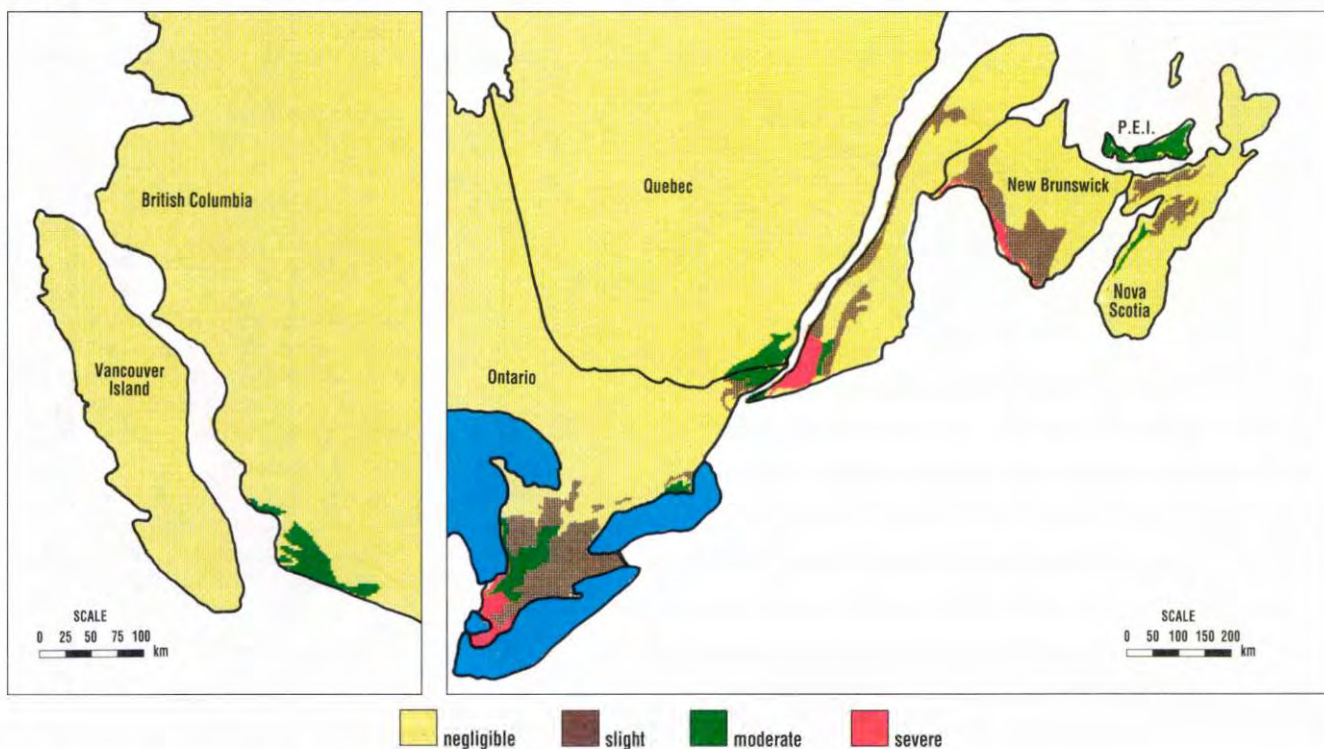 British Columbia
Vancouver
Island
SCALE
0 25 50 75 100
km
Quebec
Ontario
New Brunswick
P.E.I.
Nova
Scotia
SCALE
0 50 100 150 200
km
negligible
slight
moderate
severe